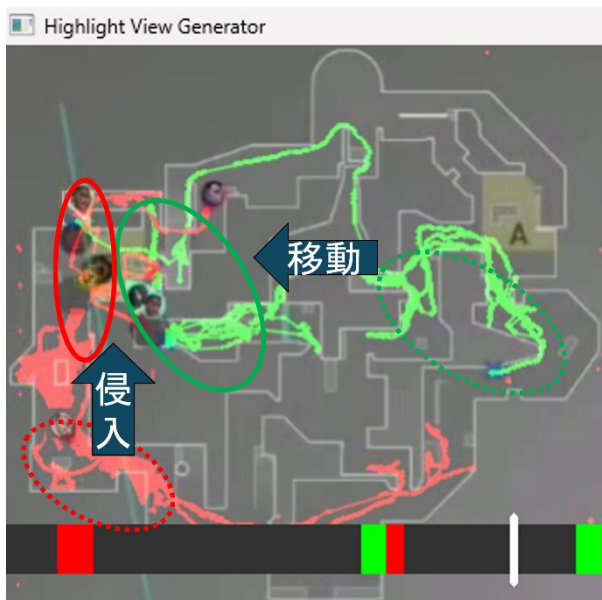 Highlight View Generator
A
移動
侵
入